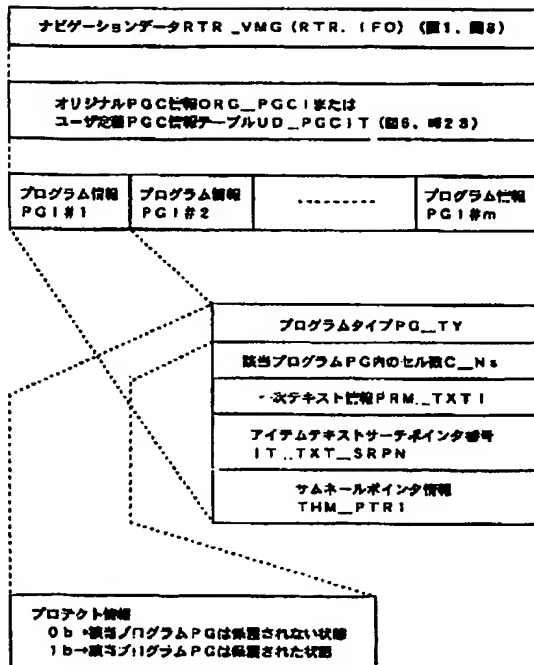 ナビゲーションデータRTR_VMG(RTR.IFO)(図1、図8)
オリジナルPGC情報ORG_PGCIまたは
ユーザ定義PGC情報テーブルUD_PGCIT(図6、図23)
プログラム情報
PGI#1
プログラム情報
PGI#2
---------
プログラム情報
PGI#m
プログラムタイプPG_TY
該当プログラムPG内のセル数C_Ns
一次テキスト情報PRM_TXTI
アイテムテキストサーチポインタ番号
IT_TXT_SRPN
サムネールポインタ情報
THM_PTRI
プロテクト情報
0b→該当プログラムPGは保護されない状態
1b→該当プログラムPGは保護された状態